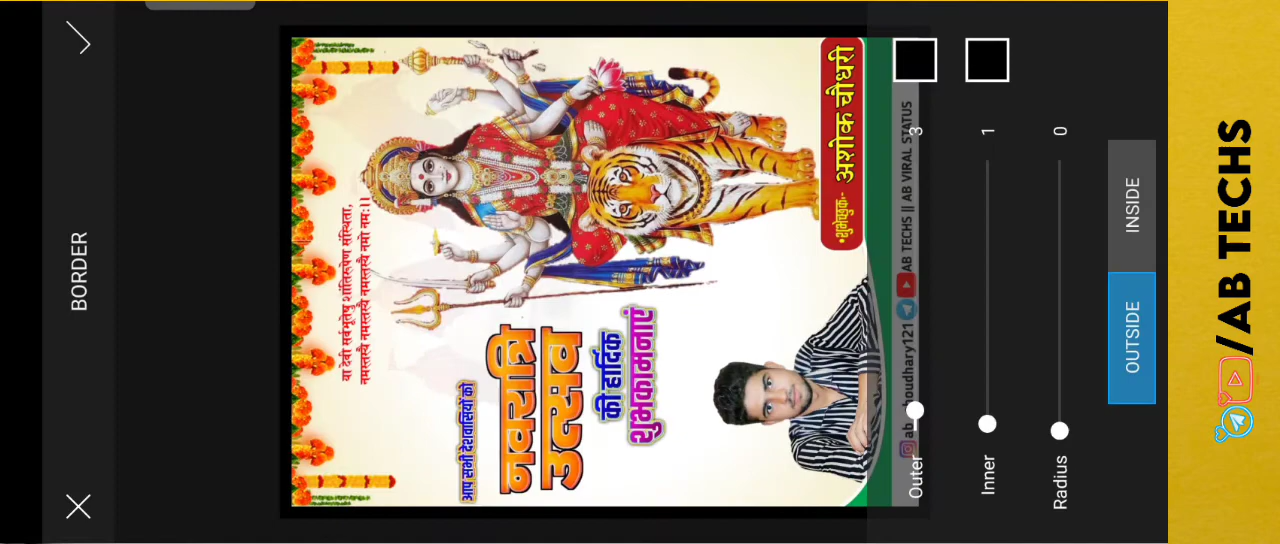 BORDER
या देवी सर्वभूतेषु शांतिरूपेण संस्थिता,
नमस्तस्यै नमस्तस्यै नमस्तस्यै नमो नमः।।
आप सभी देशवासियों को
नवरात्रि
उत्सव
की हार्दिक
शुभकामनाएं
•शुभेच्छुक-
अशोक चौधरी
AB TECHS || AB VIRAL STATUS
Outer 3
Inner 1
Radius 0
OUTSIDE INSIDE
/AB TECHS